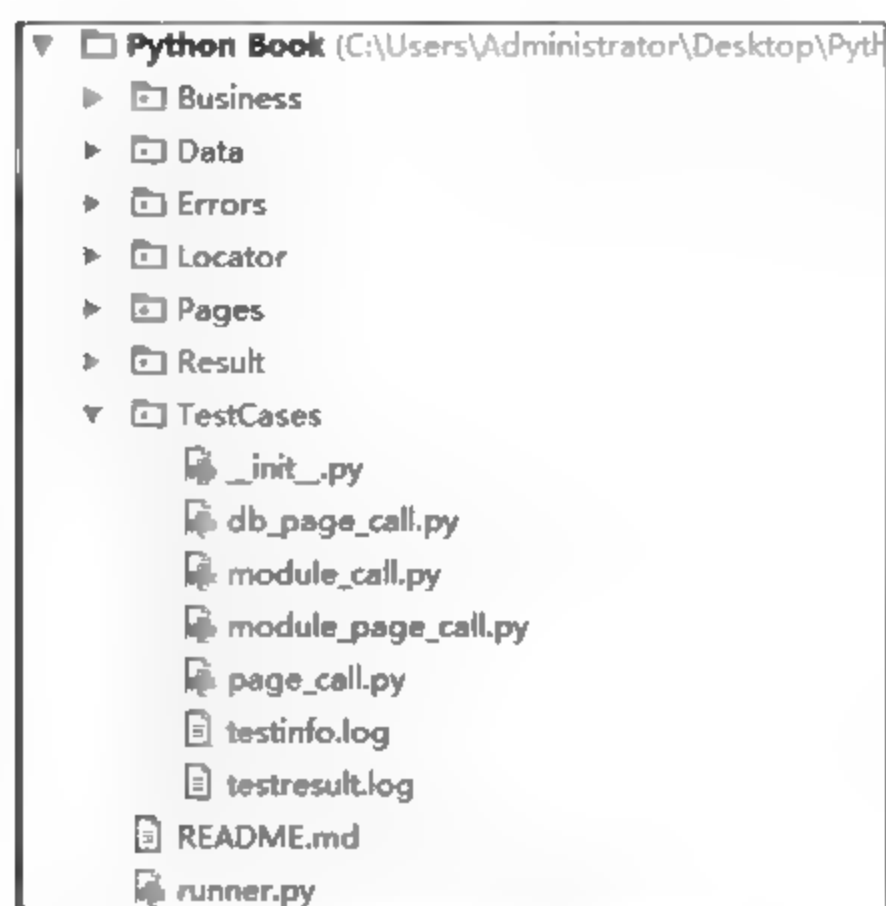 Python Book (C:\Users\Administrator\Desktop\Pyth
Business
Data
Errors
Locator
Pages
Result
TestCases
__init__.py
db_page_call.py
module_call.py
module_page_call.py
page_call.py
testinfo.log
testresult.log
README.md
runner.py